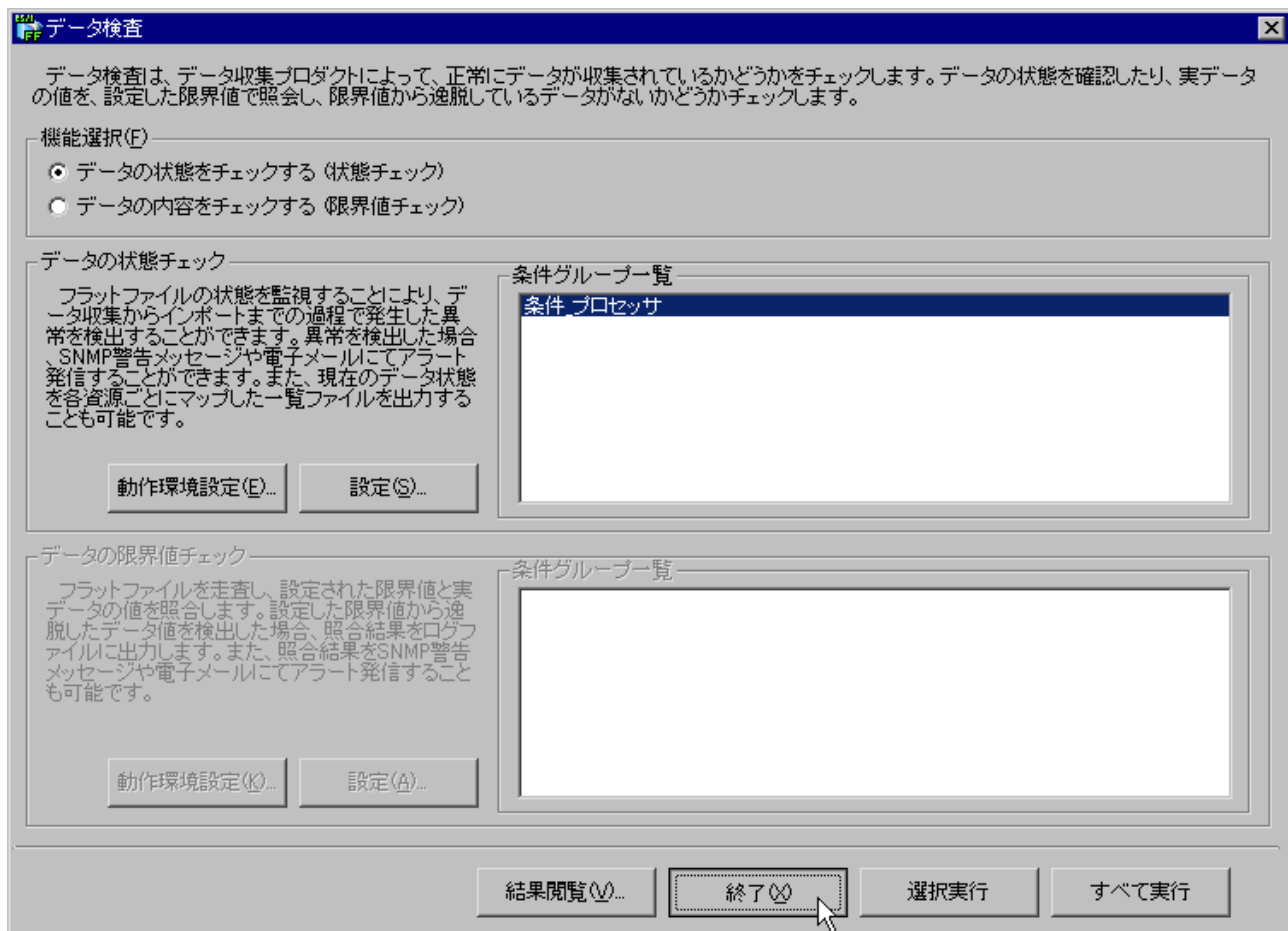 データ検査
データ検査は、データ収集プロダクトによって、正常にデータが収集されているかどうかをチェックします。データの状態を確認したり、実データ
の値を、設定した限界値で照会し、限界値から逸脱しているデータがないかどうかチェックします。
機能選択(F)
データの状態をチェックする (状態チェック)
データの内容をチェックする (限界値チェック)
データの状態チェック
フラットファイルの状態を監視することにより、デ
ータ収集からインポートまでの過程で発生した異
常を検出することができます。異常を検出した場合
、SNMP警告メッセージや電子メールにてアラート
発信することができます。また、現在のデータ状態
を各資源ごとにマップした一覧ファイルを出力する
ことも可能です。
動作環境設定(E)...
設定(S)...
条件グループ一覧
条件_プロセッサ
データの限界値チェック
フラットファイルを走査し、設定された限界値と実
データの値を照合します。設定した限界値から逸
脱したデータ値を検出した場合、照合結果をログフ
ァイルに出力します。また、照合結果をSNMP警告
メッセージや電子メールにてアラート発信すること
も可能です。
動作環境設定(K)...
設定(A)...
条件グループ一覧
結果閲覧(V)...
終了(X)
選択実行
すべて実行